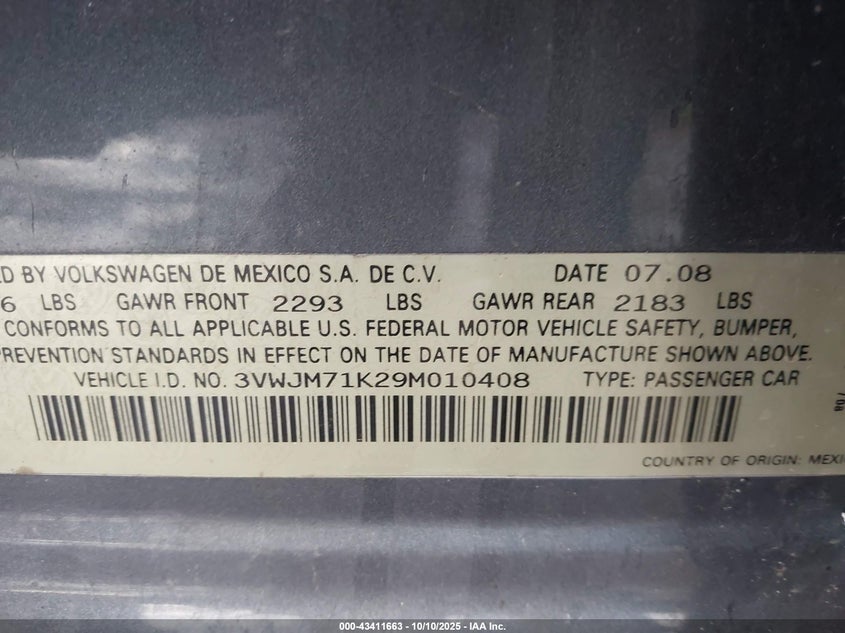 D BY VOLKSWAGEN DE MEXICO S.A. DE C.V. DATE 07.08
6 LBS GAWR FRONT 2293 LBS GAWR REAR 2183 LBS
CONFORMS TO ALL APPLICABLE U.S. FEDERAL MOTOR VEHICLE SAFETY, BUMPER,
PREVENTION STANDARDS IN EFFECT ON THE DATE OF MANUFACTURE SHOWN ABOVE.
VEHICLE I.D. NO. 3VWJM71K29M010408 TYPE: PASSENGER CAR
COUNTRY OF ORIGIN: MEXI
000-43411663 - 10/10/2025 - IAA Inc.